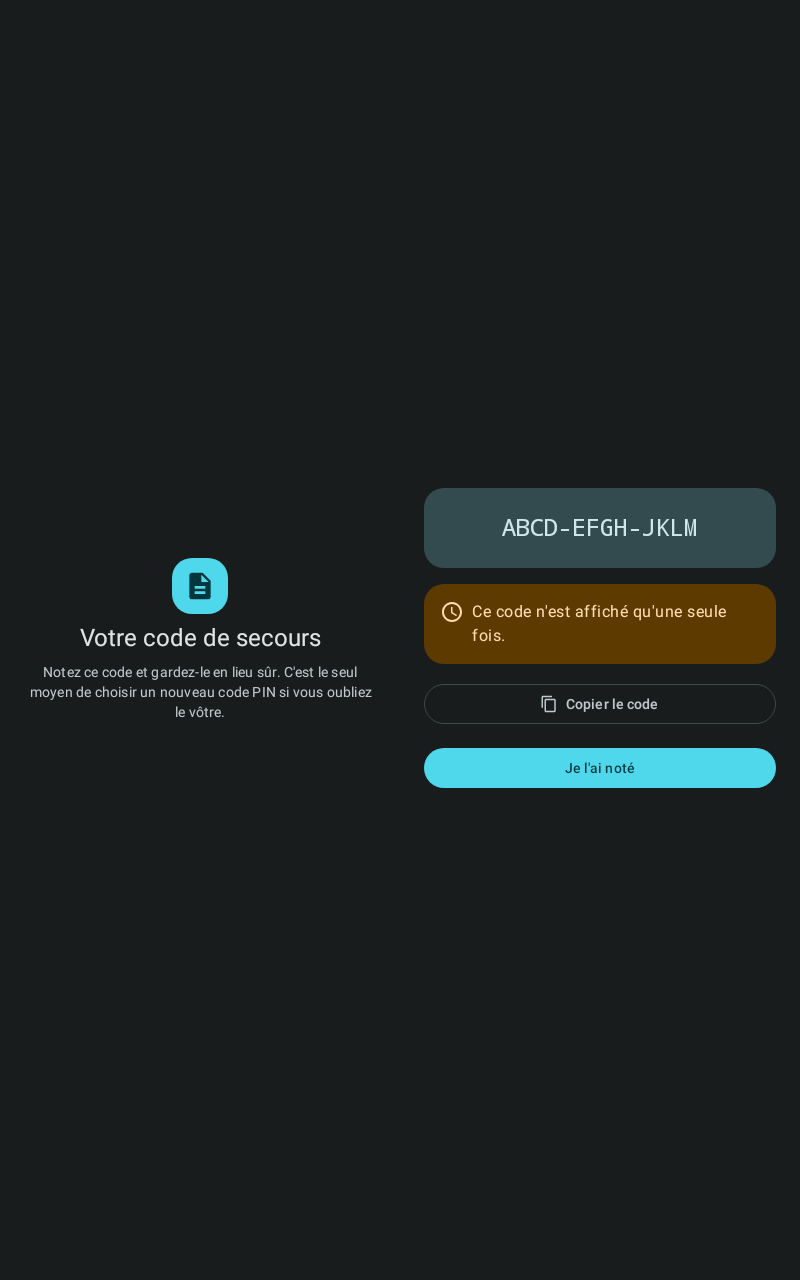 Votre code de secours
Notez ce code et gardez-le en lieu sûr. C'est le seul
moyen de choisir un nouveau code PIN si vous oubliez
le vôtre.
ABCD-EFGH-JKLM
Ce code n'est affiché qu'une seule
fois.
Copier le code
Je l'ai noté